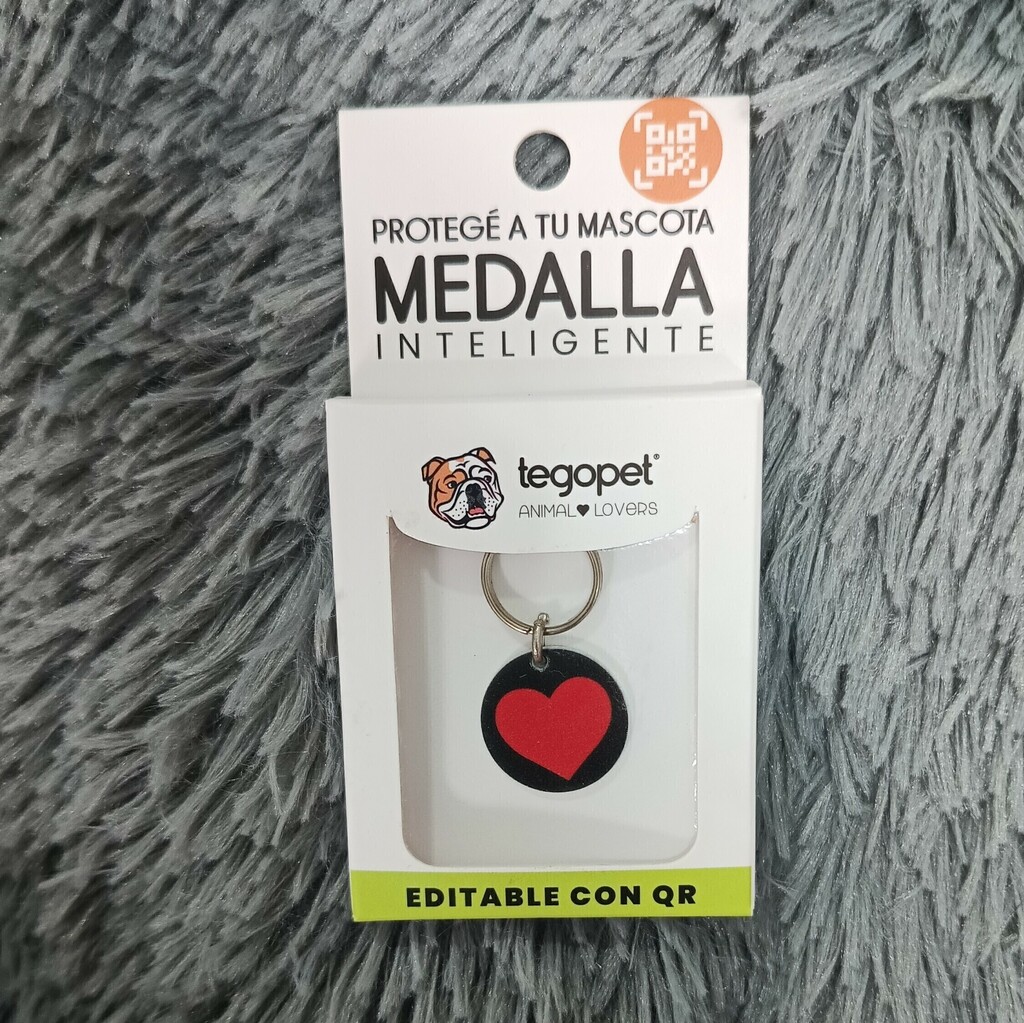 PROTEGÉ A TU MASCOTA
MEDALLA
INTELIGENTE
tegopet®
ANIMAL♥LOVERS
EDITABLE CON QR